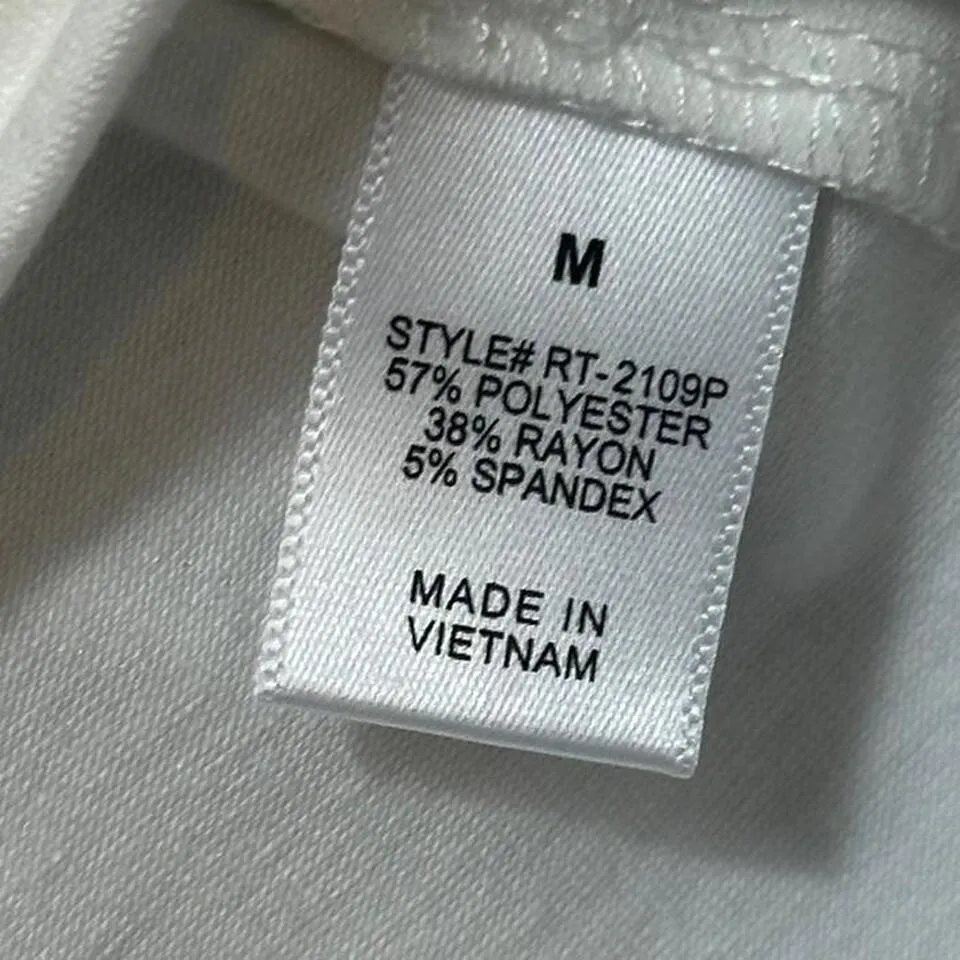 M
STYLE# RT-2109P
57% POLYESTER
38% RAYON
5% SPANDEX
MADE IN
VIETNAM